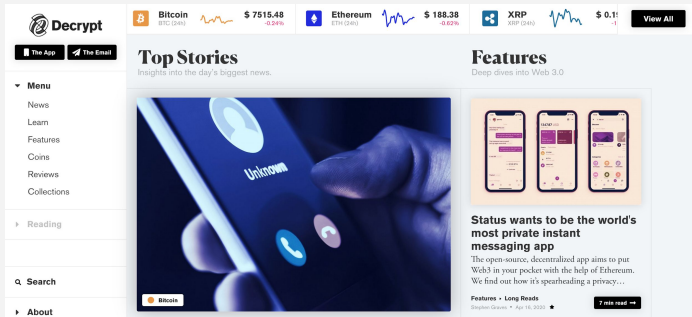 Decrypt
The App
The Email
Menu
News
Learn
Features
Coins
Reviews
Collections
Reading
Search
About
Bitcoin
BTC (24h)
$ 7515.48
-0.24%
Ethereum
ETH (24h)
$ 188.38
-0.62%
XRP
XRP (24h)
View All
Top Stories
Insights into the day's biggest news.
Unknown
Bitcoin
Features
Deep dives into Web 3.0
Status wants to be the world's
most private instant
messaging app
The open-source, decentralized app aims to put
Web3 in your pocket with the help of Ethereum.
We find out how it's spearheading a privacy…
Features • Long Reads
Stephen Graves • Apr 16, 2020
7 min read →